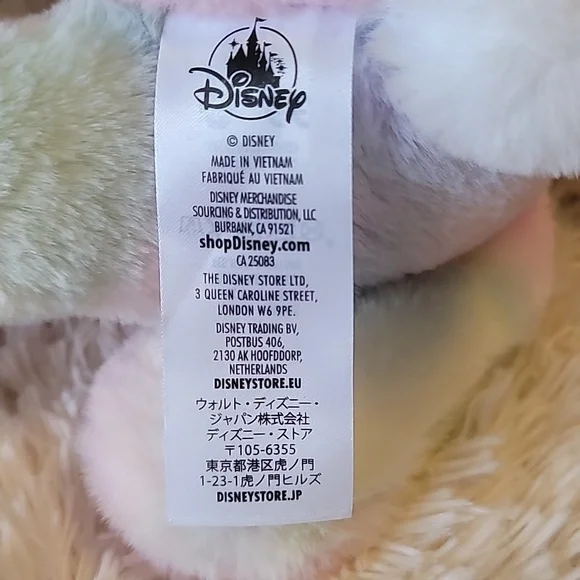 Disney
© DISNEY
MADE IN VIETNAM
FABRIQUÉ AU VIETNAM
DISNEY MERCHANDISE
SOURCING & DISTRIBUTION, LLC
BURBANK, CA 91521
shopDisney.com
CA 25083
THE DISNEY STORE LTD,
3 QUEEN CAROLINE STREET,
LONDON W6 9PE.
DISNEY TRADING BV,
POSTBUS 406,
2130 AK HOOFDDORP,
NETHERLANDS
DISNEYSTORE.EU
ウォルト・ディズニー・
ジャパン株式会社
ディズニー・ストア
〒105-6355
東京都港区虎ノ門
1-23-1虎ノ門ヒルズ
DISNEYSTORE.JP